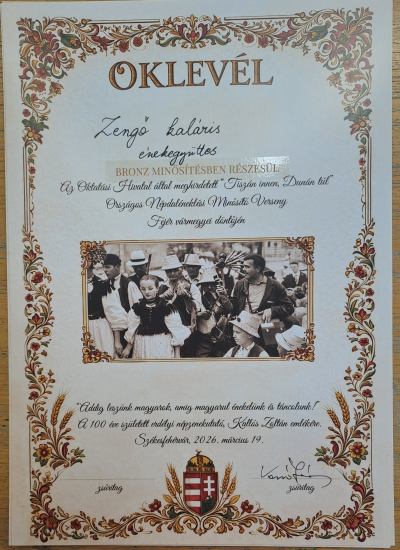 OKLEVÉL
Zengő kaláris
énekegyüttes
BRONZ MINŐSÍTÉSBEN RÉSZESÜL
Az Oktatási Hivatal által meghirdetett "Tiszán innen, Dunán túl"
Országos Népdaléneklési Minősítő Verseny
Fejér vármegyei döntőjén
"Addig leszünk magyarok, amíg magyarul énekelünk és táncolunk!"
A 100 éve született erdélyi népzenekutató, Kallós Zoltán emlékére.
Székesfehérvár, 2026. március 19.
zsűritag
zsűritag